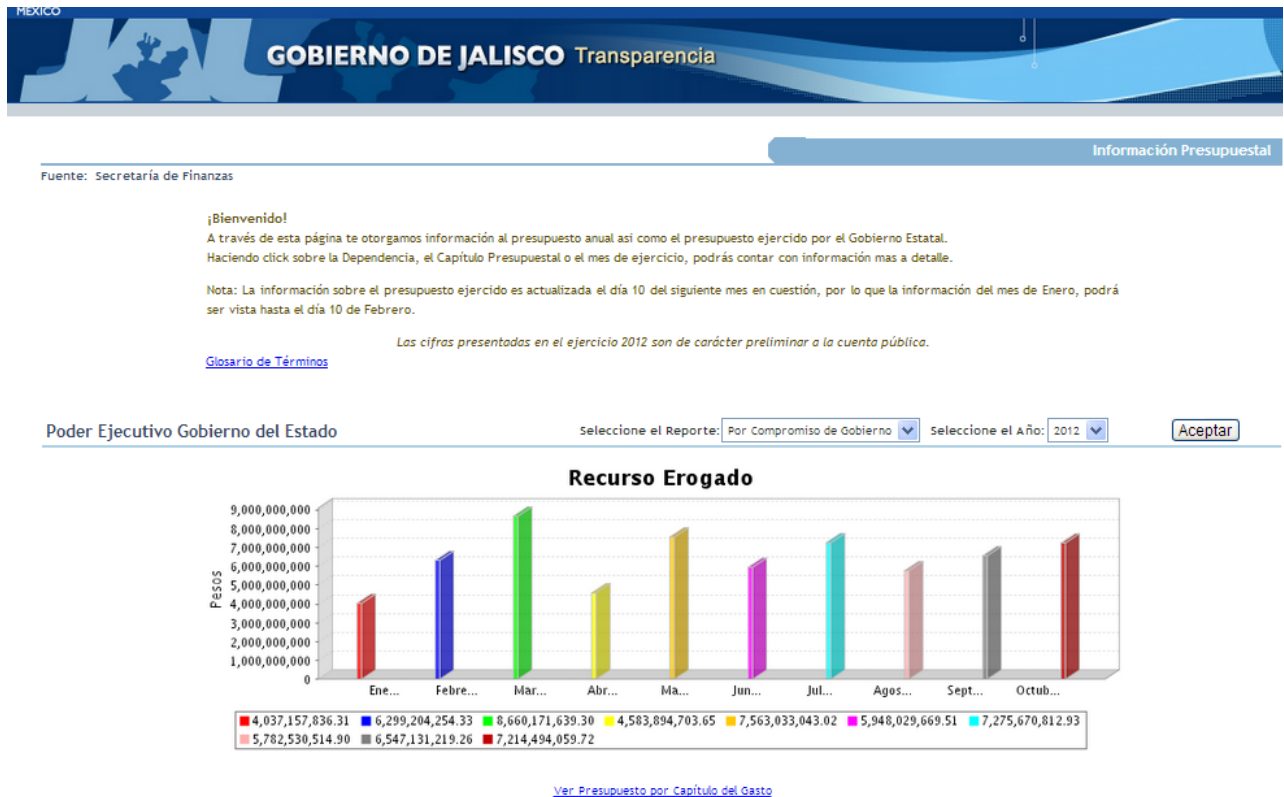 MÉXICO
GOBIERNO DE JALISCO Transparencia
Información Presupuestal
Fuente: Secretaría de Finanzas
¡Bienvenido!
A través de esta página te otorgamos información al presupuesto anual asi como el presupuesto ejercido por el Gobierno Estatal.
Haciendo click sobre la Dependencia, el Capítulo Presupuestal o el mes de ejercicio, podrás contar con información mas a detalle.
Nota: La información sobre el presupuesto ejercido es actualizada el día 10 del siguiente mes en cuestión, por lo que la información del mes de Enero, podrá
ser vista hasta el día 10 de Febrero.
Las cifras presentadas en el ejercicio 2012 son de carácter preliminar a la cuenta pública.
Glosario de Términos
Poder Ejecutivo Gobierno del Estado Seleccione el Reporte: Por Compromiso de Gobierno Seleccione el Año: 2012 Aceptar
Recurso Erogado
Pesos
9,000,000,000
8,000,000,000
7,000,000,000
6,000,000,000
5,000,000,000
4,000,000,000
3,000,000,000
2,000,000,000
1,000,000,000
0
Ene... Febre... Mar... Abr... Ma... Jun... Jul... Agos... Sept... Octub...
4,037,157,836.31 6,299,204,254.33 8,660,171,639.30 4,583,894,703.65 7,563,033,043.02 5,948,029,669.51 7,275,670,812.93
5,782,530,514.90 6,547,131,219.26 7,214,494,059.72
Ver Presupuesto por Capítulo del Gasto